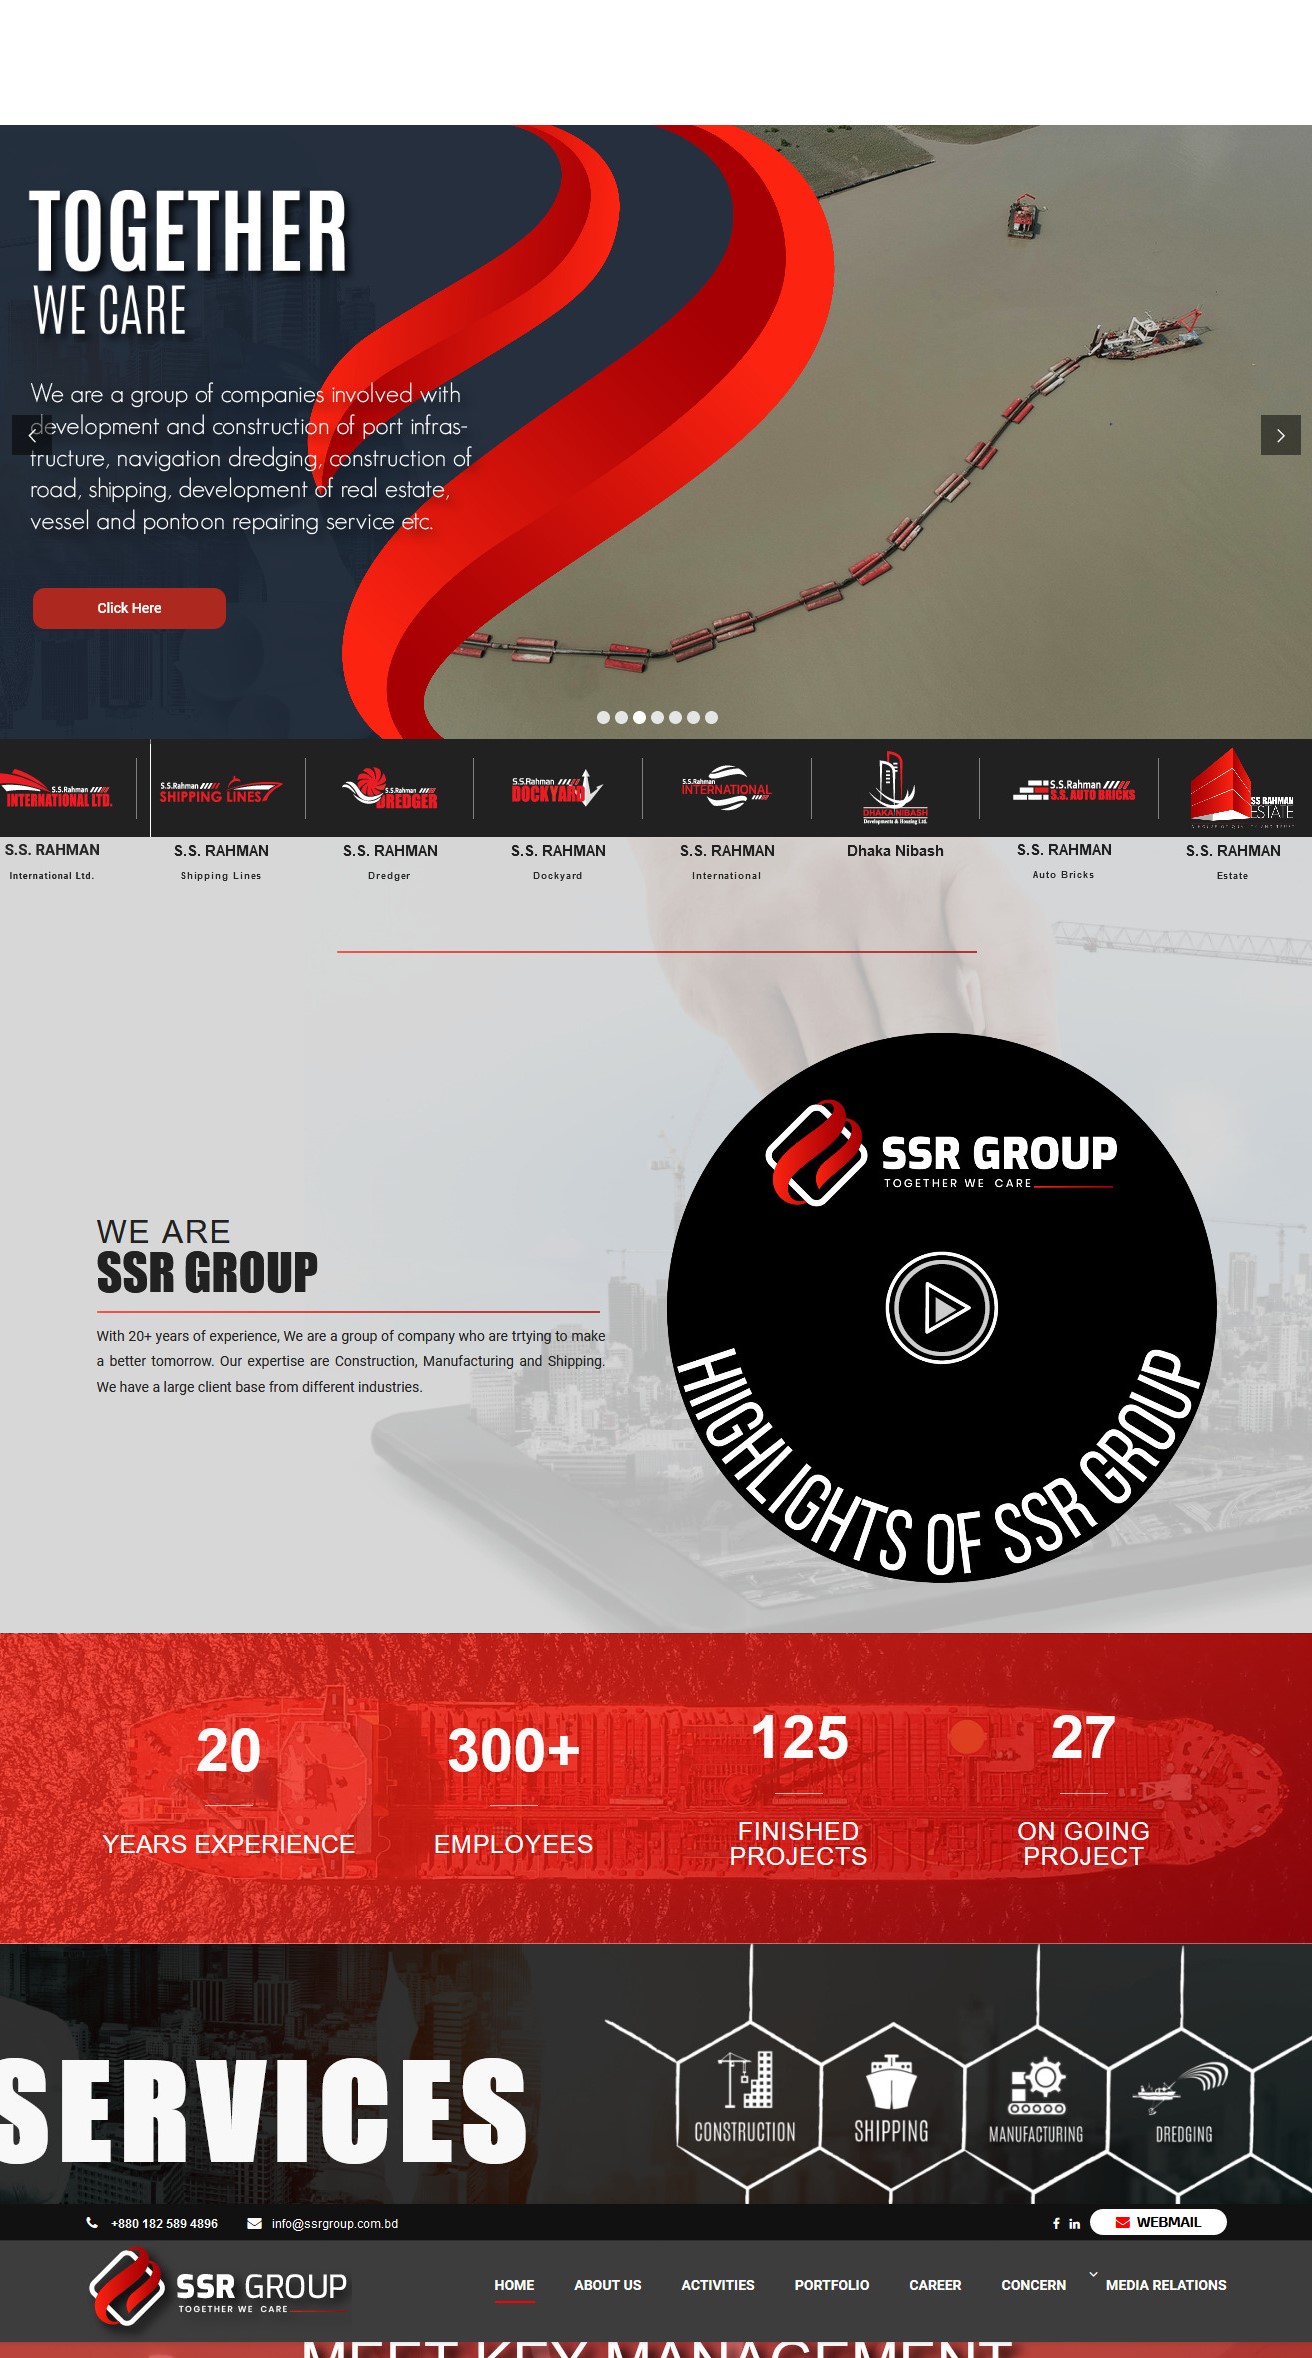 TOGETHER
WE CARE
We are a group of companies involved with
development and construction of port infras-
tructure, navigation dredging, construction of
road, shipping, development of real estate,
vessel and pontoon repairing service etc.
Click Here
S.S.Rahman
INTERNATIONAL LTD.
S.S.Rahman
SHIPPING LINES
S.S.Rahman
DREDGER
S.S.Rahman
DOCKYARD
S.S.Rahman
INTERNATIONAL
DHAKA NIBASH
Developments & Housing Ltd.
S.S.Rahman
S.S. AUTO BRICKS
SS RAHMAN
ESTATE
S.S. RAHMAN
International Ltd.
S.S. RAHMAN
Shipping Lines
S.S. RAHMAN
Dredger
S.S. RAHMAN
Dockyard
S.S. RAHMAN
International
Dhaka Nibash
S.S. RAHMAN
Auto Bricks
S.S. RAHMAN
Estate
SSR GROUP
TOGETHER WE CARE
HIGHLIGHTS OF SSR GROUP
WE ARE
SSR GROUP
With 20+ years of experience, We are a group of company who are trtying to make
a better tomorrow. Our expertise are Construction, Manufacturing and Shipping.
We have a large client base from different industries.
20
YEARS EXPERIENCE
300+
EMPLOYEES
125
FINISHED
PROJECTS
27
ON GOING
PROJECT
SERVICES
CONSTRUCTION
SHIPPING
MANUFACTURING
DREDGING
+880 182 589 4896
info@ssrgroup.com.bd
WEBMAIL
SSR GROUP
TOGETHER WE CARE
HOME
ABOUT US
ACTIVITIES
PORTFOLIO
CAREER
CONCERN
MEDIA RELATIONS
MEET KEY MANAGEMENT